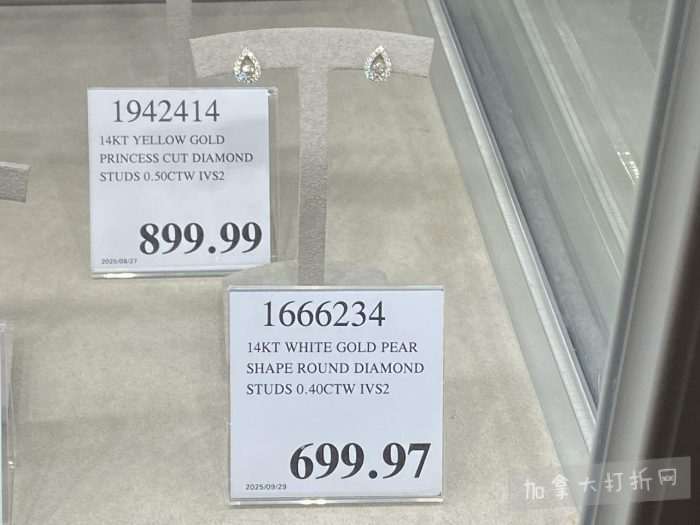 1942414
14KT YELLOW GOLD
PRINCESS CUT DIAMOND
STUDS 0.50CTW IVS2
899.99
2025/08/27
1666234
14KT WHITE GOLD PEAR
SHAPE ROUND DIAMOND
STUDS 0.40CTW IVS2
699.97
2025/09/29
加拿大打折网